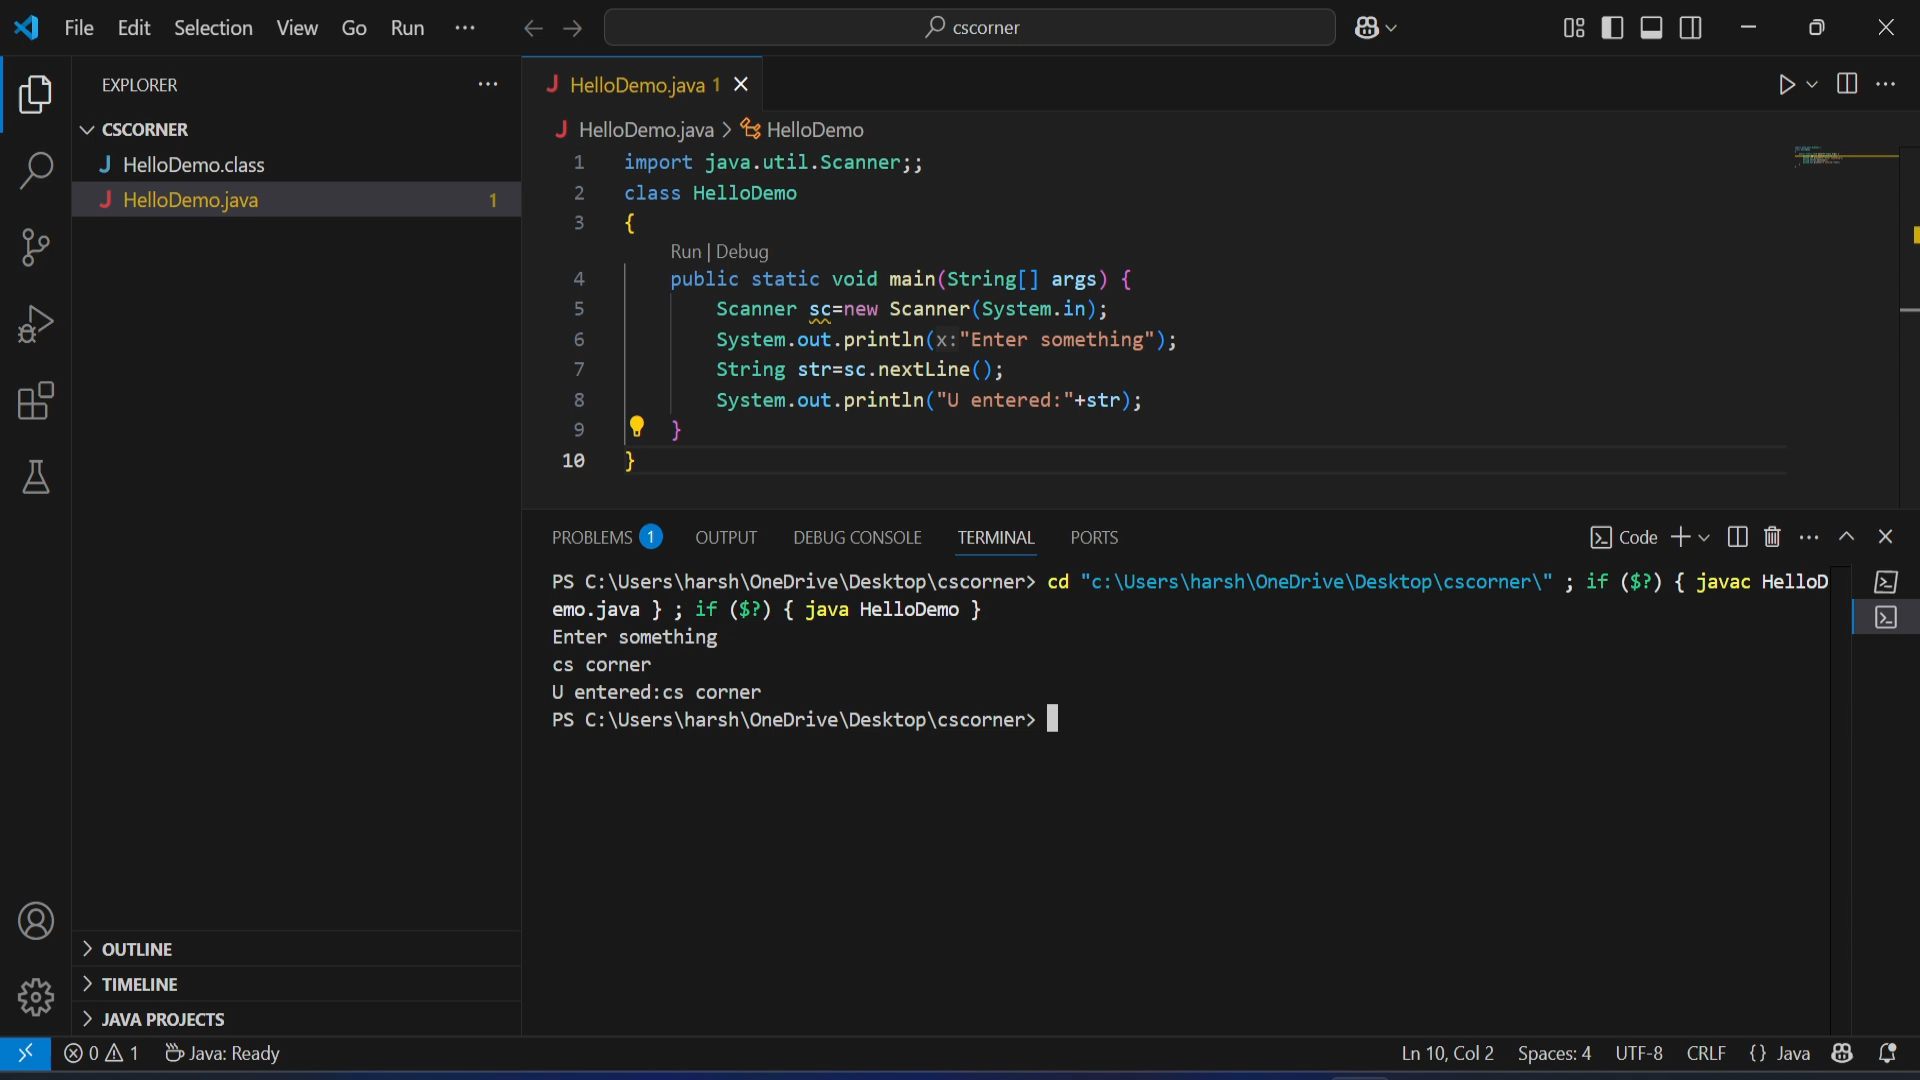 File Edit Selection View Go Run ··· cscorner
EXPLORER ···
CSCORNER
HelloDemo.class
HelloDemo.java 1
OUTLINE
TIMELINE
JAVA PROJECTS
J HelloDemo.java 1
J HelloDemo.java > HelloDemo
1 import java.util.Scanner;;
2 class HelloDemo
3 {
Run | Debug
4 public static void main(String[] args) {
5 Scanner sc=new Scanner(System.in);
6 System.out.println(x:"Enter something");
7 String str=sc.nextLine();
8 System.out.println("U entered:"+str);
9 }
10 }
PROBLEMS 1 OUTPUT DEBUG CONSOLE TERMINAL PORTS Code
PS C:\Users\harsh\OneDrive\Desktop\cscorner> cd "c:\Users\harsh\OneDrive\Desktop\cscorner\" ; if ($?) { javac HelloD
emo.java } ; if ($?) { java HelloDemo }
Enter something
cs corner
U entered:cs corner
PS C:\Users\harsh\OneDrive\Desktop\cscorner>
0 1 Java: Ready Ln 10, Col 2 Spaces: 4 UTF-8 CRLF {} Java